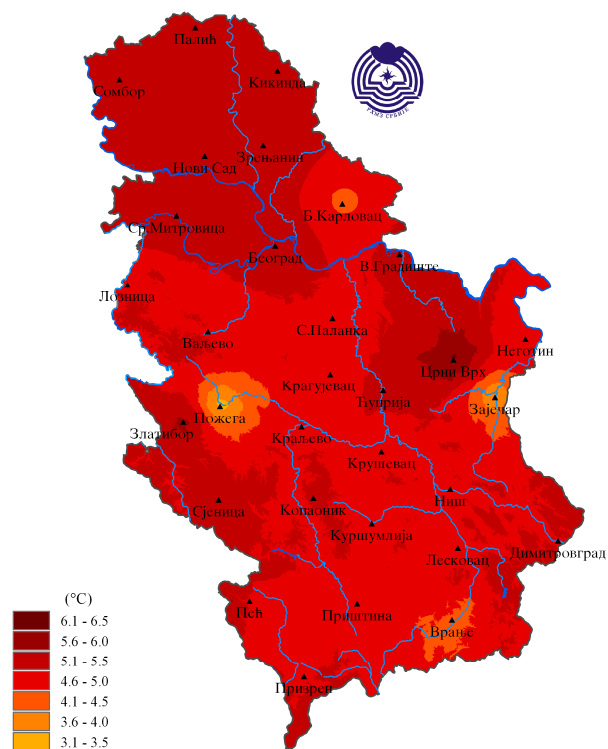 Палић
Кикинда
Сомбор
РХМЗ СРБИЈЕ
Зрењанин
Нови Сад
Б.Карловац
Ср.Митровица
Београд
В.Градиште
Лозница
С.Паланка
Ваљево
Неготин
Црни Врх
Крагујевац
Ћуприја
Зајечар
Пожега
Златибор
Краљево
Крушевац
Ниш
Сјеница
Копаоник
Куршумлија
Димитровград
Лесковац
Пећ
Приштина
Врање
Призрен
(°C)
6.1 - 6.5
5.6 - 6.0
5.1 - 5.5
4.6 - 5.0
4.1 - 4.5
3.6 - 4.0
3.1 - 3.5